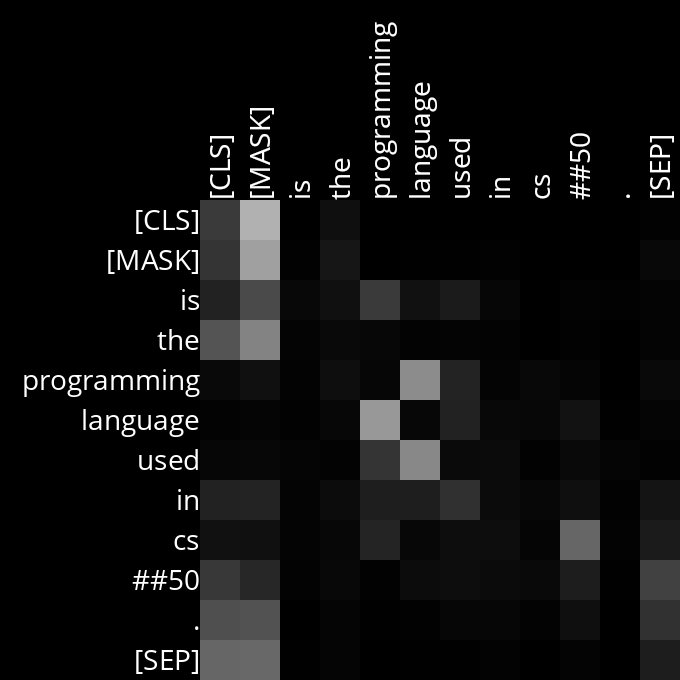 [CLS] [MASK] is the programming language used in cs ##50 . [SEP]
[CLS]
[MASK]
is
the
programming
language
used
in
cs
##50
.
[SEP]